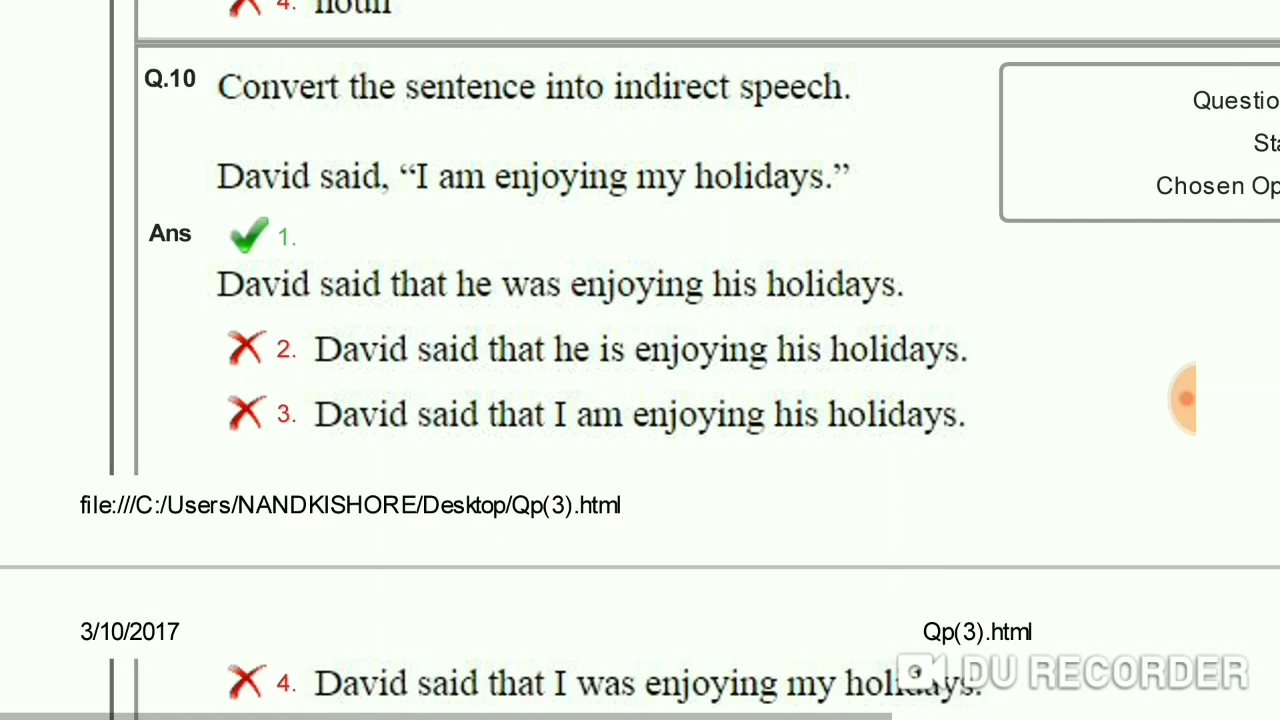 4. noun
Q.10 Convert the sentence into indirect speech.
Questio
David said, “I am enjoying my holidays.”
Sta
Chosen Op
Ans 1.
David said that he was enjoying his holidays.
2. David said that he is enjoying his holidays.
3. David said that I am enjoying his holidays.
file:///C:/Users/NANDKISHORE/Desktop/Qp(3).html
3/10/2017 Qp(3).html
4. David said that I was enjoying my holidays.
DU RECORDER